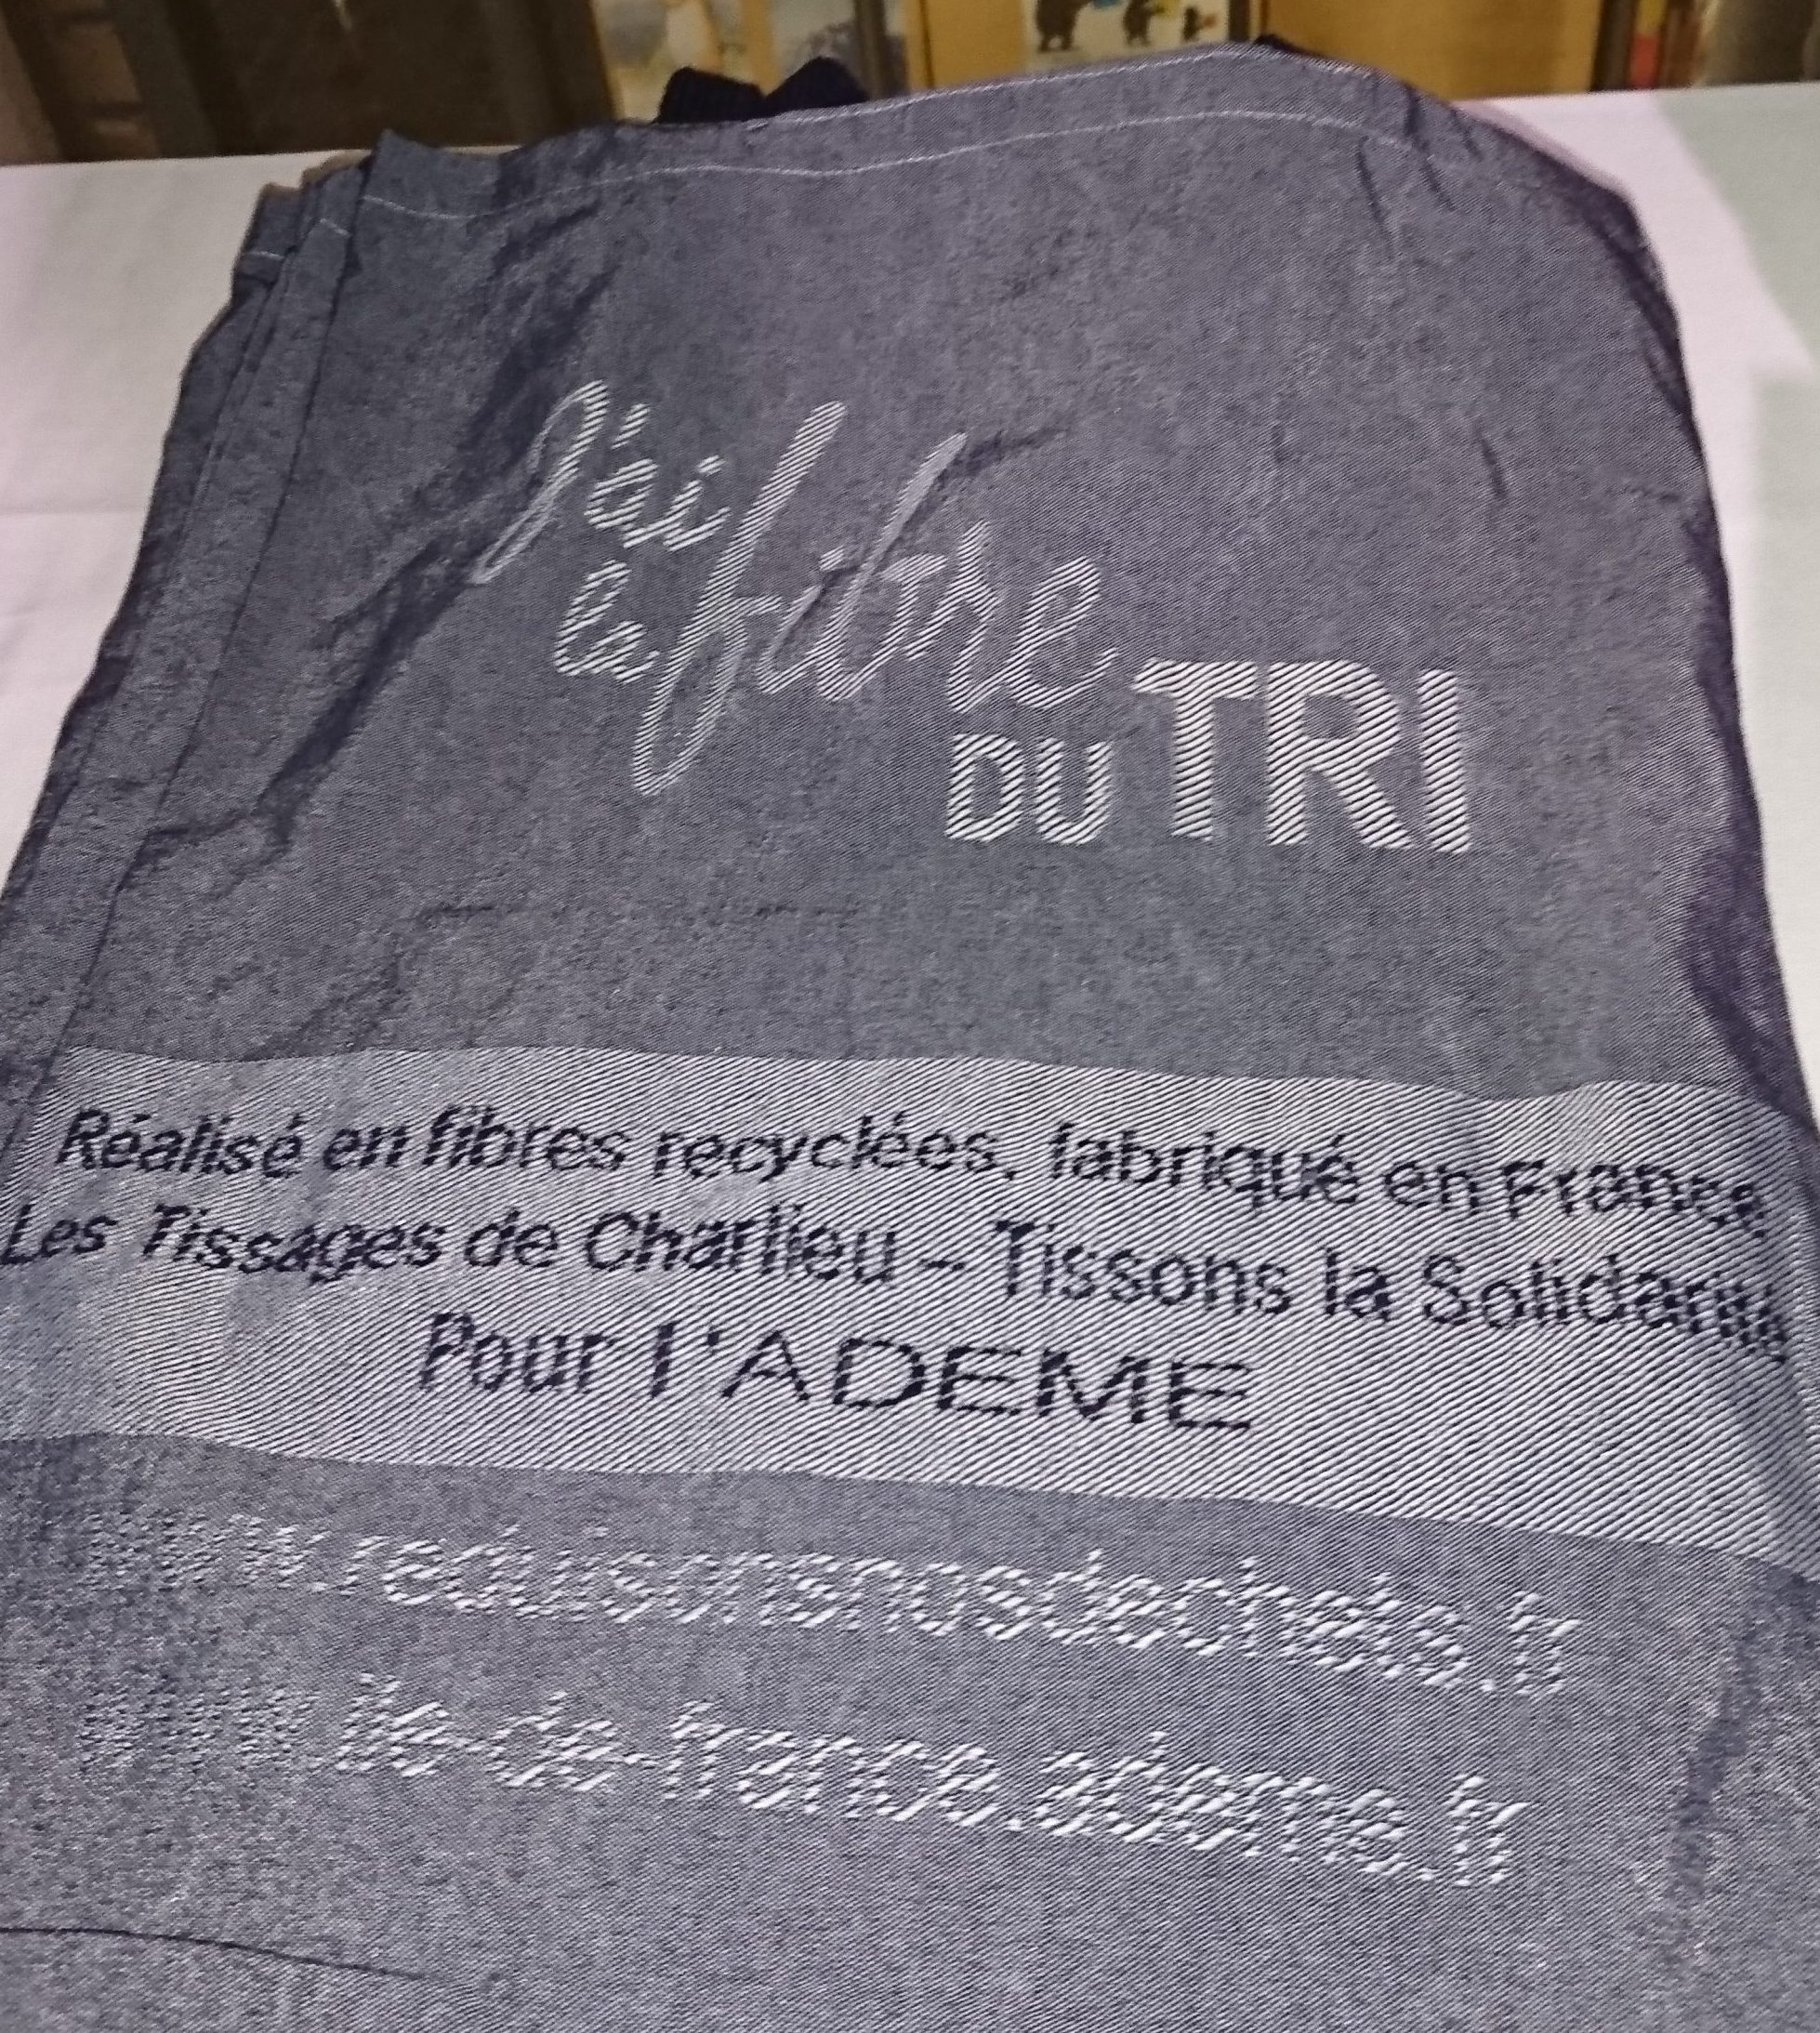 J'ai
la fibre
DU TRI
Réalisé en fibres recyclées, fabriqué en France
Les Tissages de Charlieu - Tissons la Solidarité
Pour l'ADEME
www.reduisonsnosdechets.fr
www.ile-de-france.ademe.fr